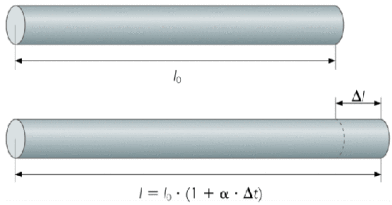 l₀
Δl
l = l₀ · (1 + α · Δt)